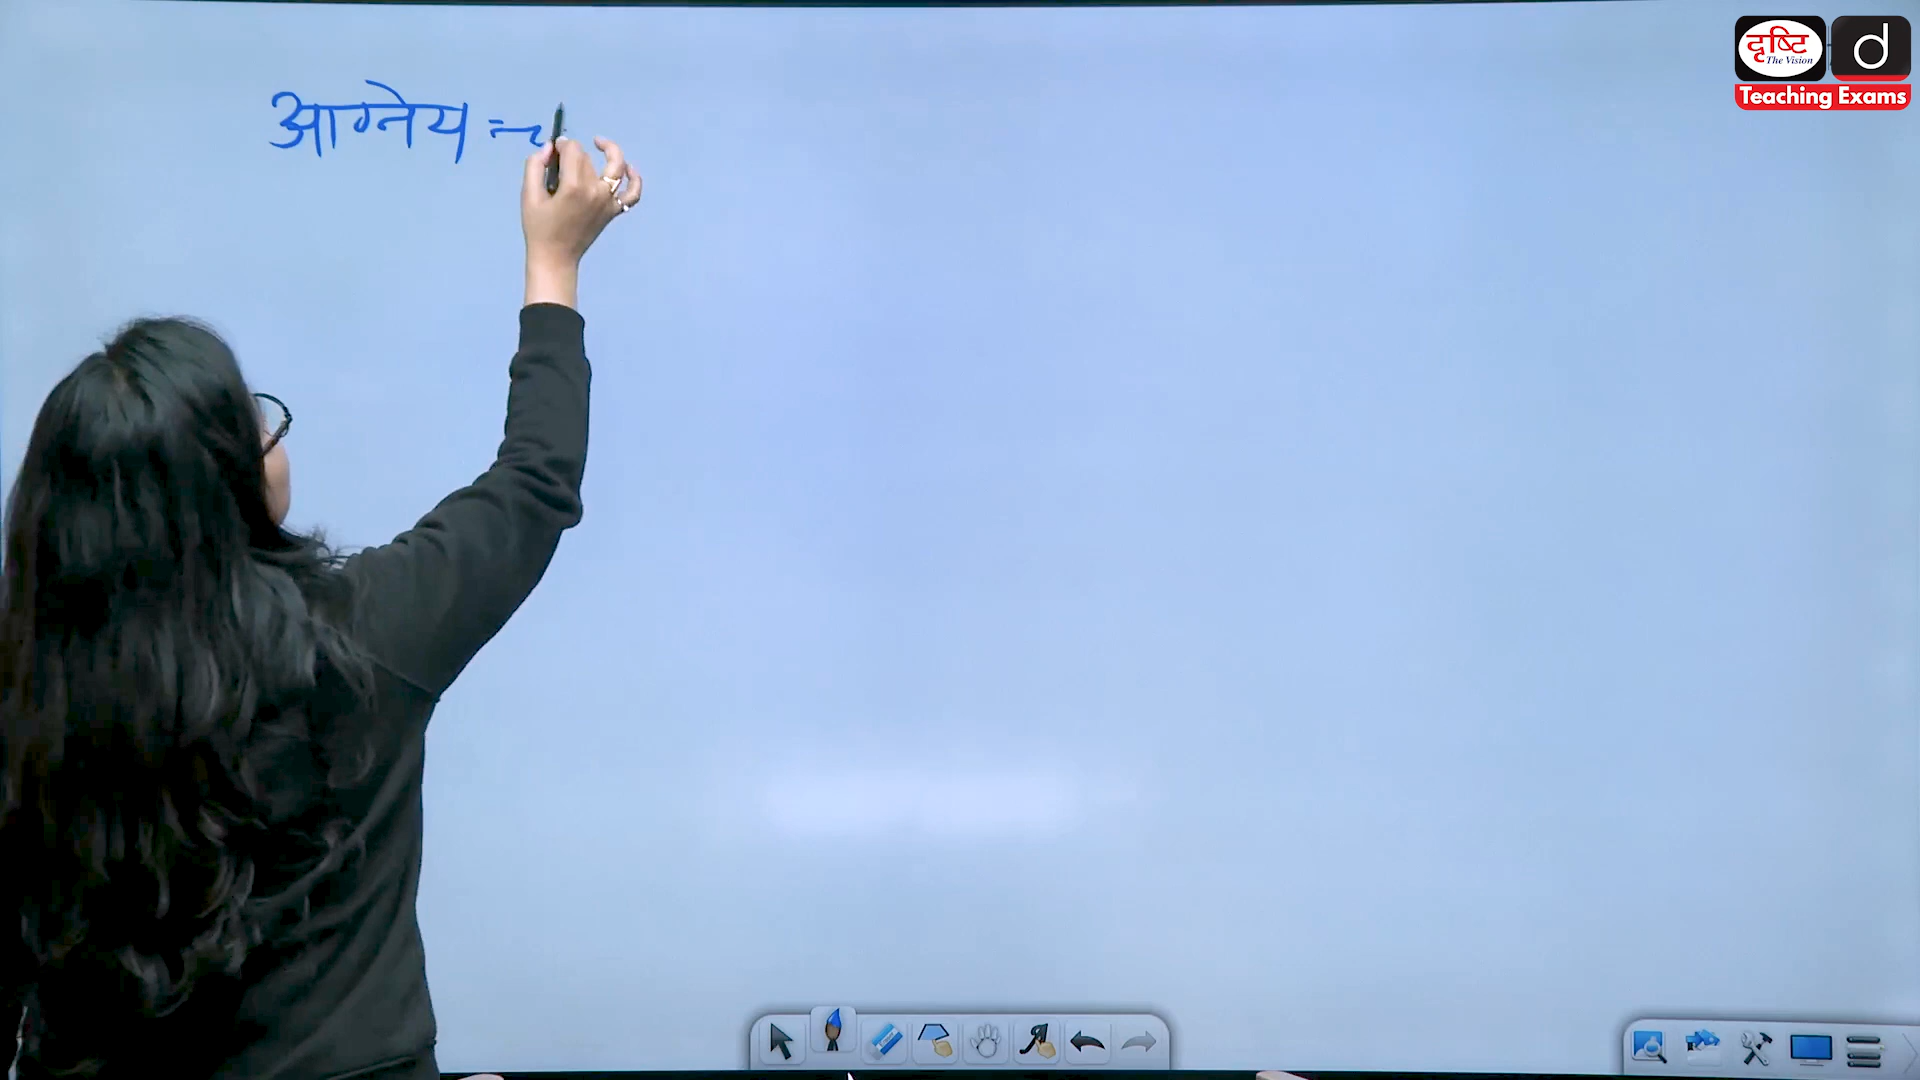 आग्नेय =
दृष्टि
The Vision
d
Teaching Exams